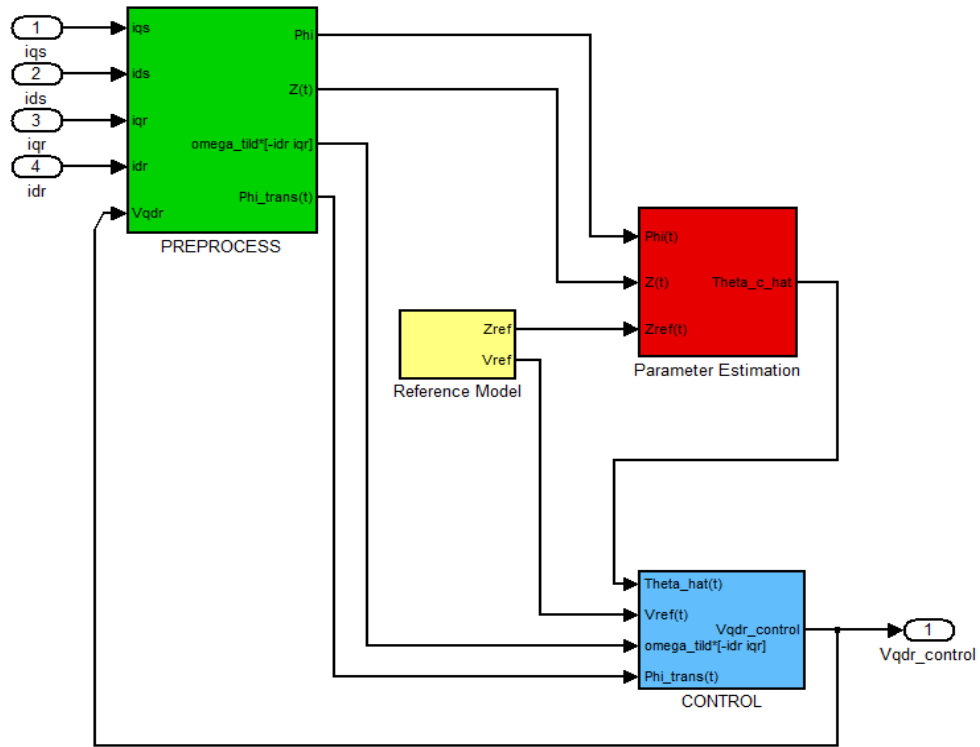 1
iqs
2
ids
3
iqr
4
idr
iqs
ids
iqr
idr
Vqdr
Phi
Z(t)
omega_tild*[-idr iqr]
Phi_trans(t)
PREPROCESS
Zref
Vref
Reference Model
Phi(t)
Z(t)
Zref(t)
Theta_c_hat
Parameter Estimation
Theta_hat(t)
Vref(t)
omega_tild*[-idr iqr]
Phi_trans(t)
Vqdr_control
CONTROL
1
Vqdr_control